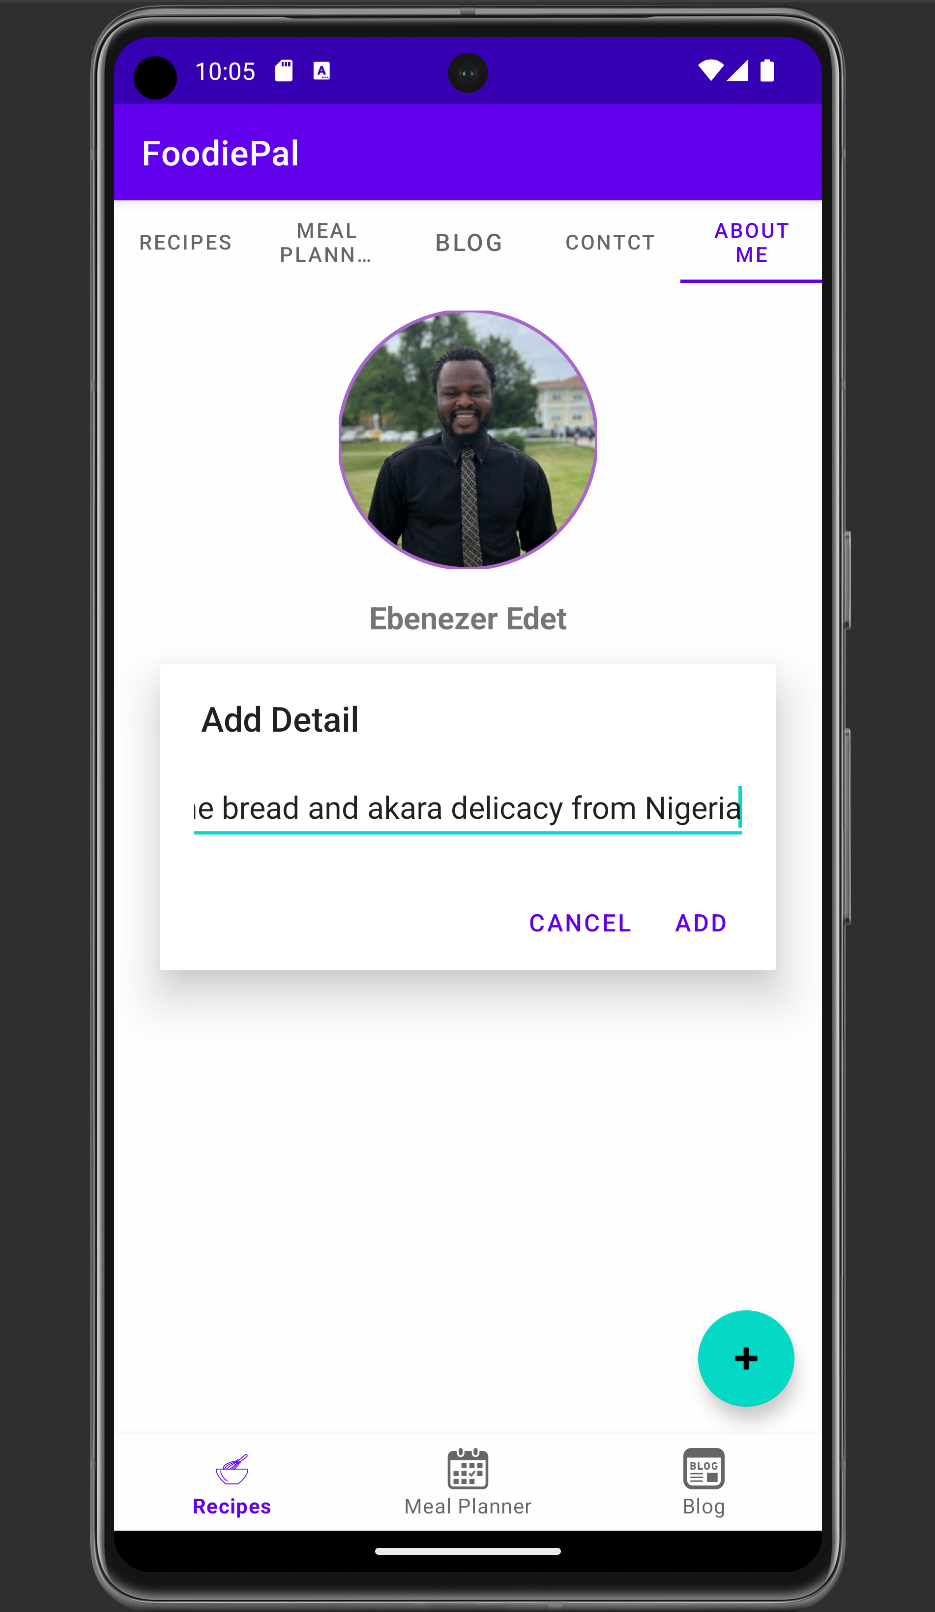 10:05
FoodiePal
RECIPES
MEAL
PLANN…
BLOG
CONTCT
ABOUT
ME
Ebenezer Edet
Add Detail
e bread and akara delicacy from Nigeria
CANCEL
ADD
Recipes
Meal Planner
BLOG
Blog